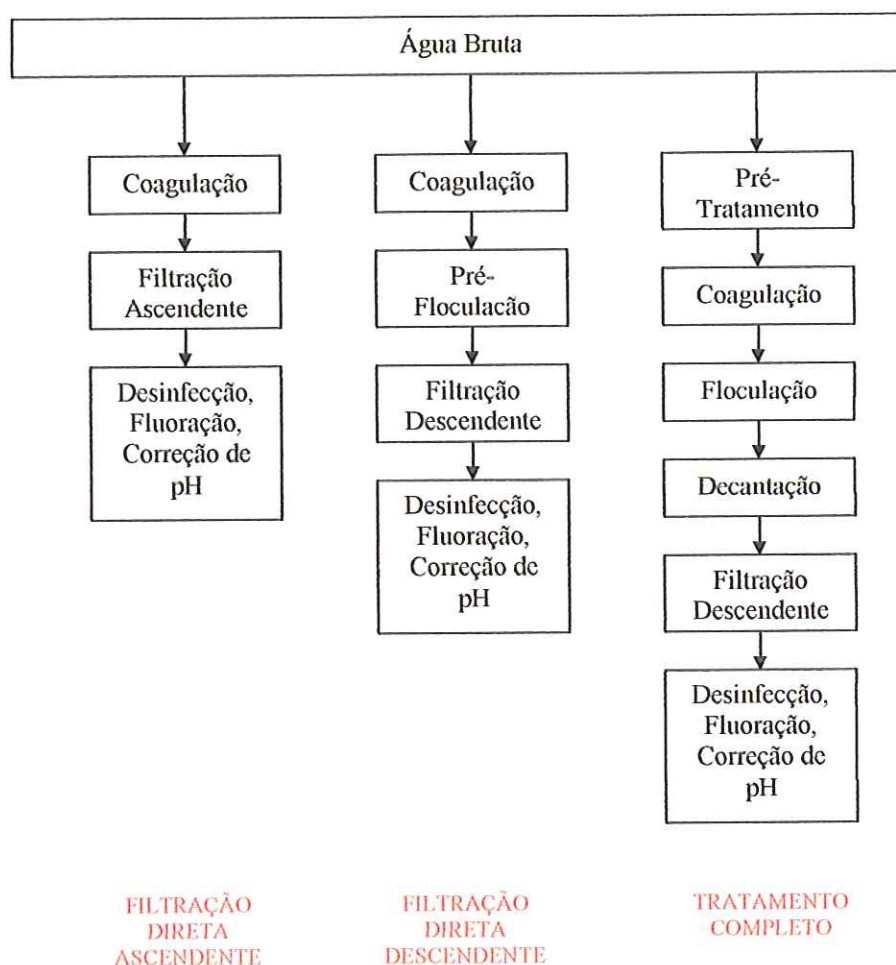 Água Bruta
Coagulação
Filtração
Ascendente
Desinfecção,
Fluoração,
Correção de
pH
Coagulação
Pré-
Floculacão
Filtração
Descendente
Desinfecção,
Fluoração,
Correção de
pH
Pré-
Tratamento
Coagulação
Floculação
Decantação
Filtração
Descendente
Desinfecção,
Fluoração,
Correção de
pH
FILTRAÇÃO
DIRETA
ASCENDENTE
FILTRAÇÃO
DIRETA
DESCENDENTE
TRATAMENTO
COMPLETO